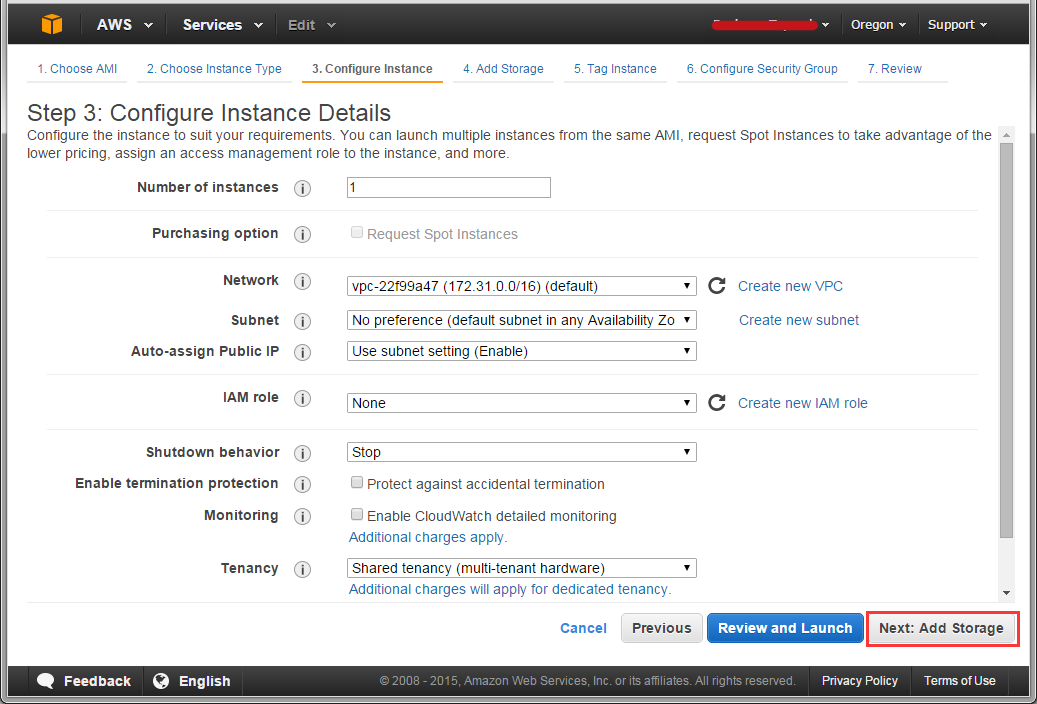 AWS Services Edit Oregon Support
1. Choose AMI 2. Choose Instance Type 3. Configure Instance 4. Add Storage 5. Tag Instance 6. Configure Security Group 7. Review
Step 3: Configure Instance Details
Configure the instance to suit your requirements. You can launch multiple instances from the same AMI, request Spot Instances to take advantage of the
lower pricing, assign an access management role to the instance, and more.
Number of instances i 1
Purchasing option i Request Spot Instances
Network i vpc-22f99a47 (172.31.0.0/16) (default) Create new VPC
Subnet i No preference (default subnet in any Availability Zo Create new subnet
Auto-assign Public IP i Use subnet setting (Enable)
IAM role i None Create new IAM role
Shutdown behavior i Stop
Enable termination protection i Protect against accidental termination
Monitoring i Enable CloudWatch detailed monitoring
Additional charges apply.
Tenancy i Shared tenancy (multi-tenant hardware)
Additional charges will apply for dedicated tenancy.
Cancel Previous Review and Launch Next: Add Storage
Feedback English © 2008 - 2015, Amazon Web Services, Inc. or its affiliates. All rights reserved. Privacy Policy Terms of Use